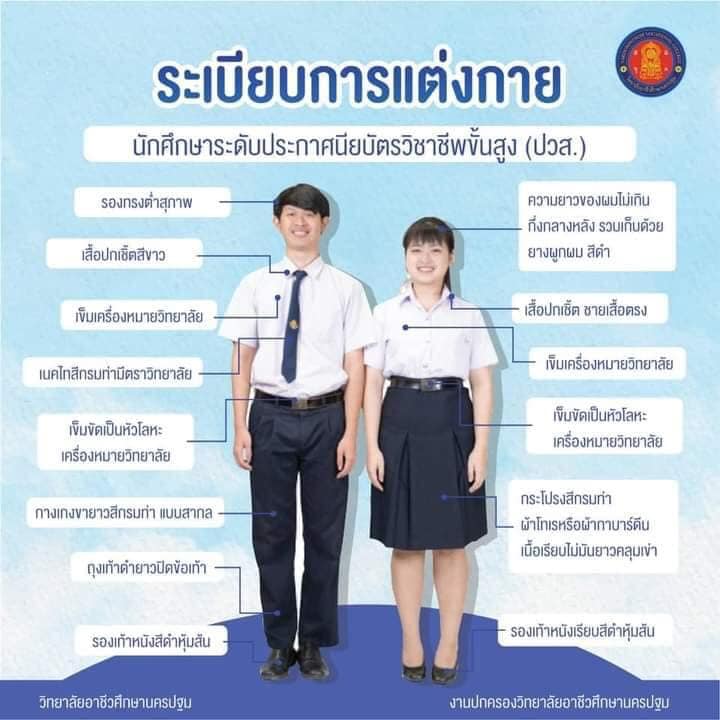 ระเบียบการแต่งกาย
นักศึกษาระดับประกาศนียบัตรวิชาชีพขั้นสูง (ปวส.)
รองทรงต่ำสุภาพ
เสื้อปกเชิ้ตสีขาว
เข็มเครื่องหมายวิทยาลัย
เนคไทสีกรมท่ามีตราวิทยาลัย
เข็มขัดเป็นหัวโลหะ
เครื่องหมายวิทยาลัย
กางเกงขายาวสีกรมท่า แบบสากล
ถุงเท้าดำยาวปิดข้อเท้า
รองเท้าหนังสีดำหุ้มส้น
ความยาวของผมไม่เกิน
กึ่งกลางหลัง รวมเก็บด้วย
ยางผูกผม สีดำ
เสื้อปกเชิ้ต ชายเสื้อตรง
เข็มเครื่องหมายวิทยาลัย
เข็มขัดเป็นหัวโลหะ
เครื่องหมายวิทยาลัย
กระโปรงสีกรมท่า
ผ้าโทเรหรือผ้ากาบาร์ดีน
เนื้อเรียบไม่มันยาวคลุมเข่า
รองเท้าหนังเรียบสีดำหุ้มส้น
วิทยาลัยอาชีวศึกษานครปฐม
งานปกครองวิทยาลัยอาชีวศึกษานครปฐม